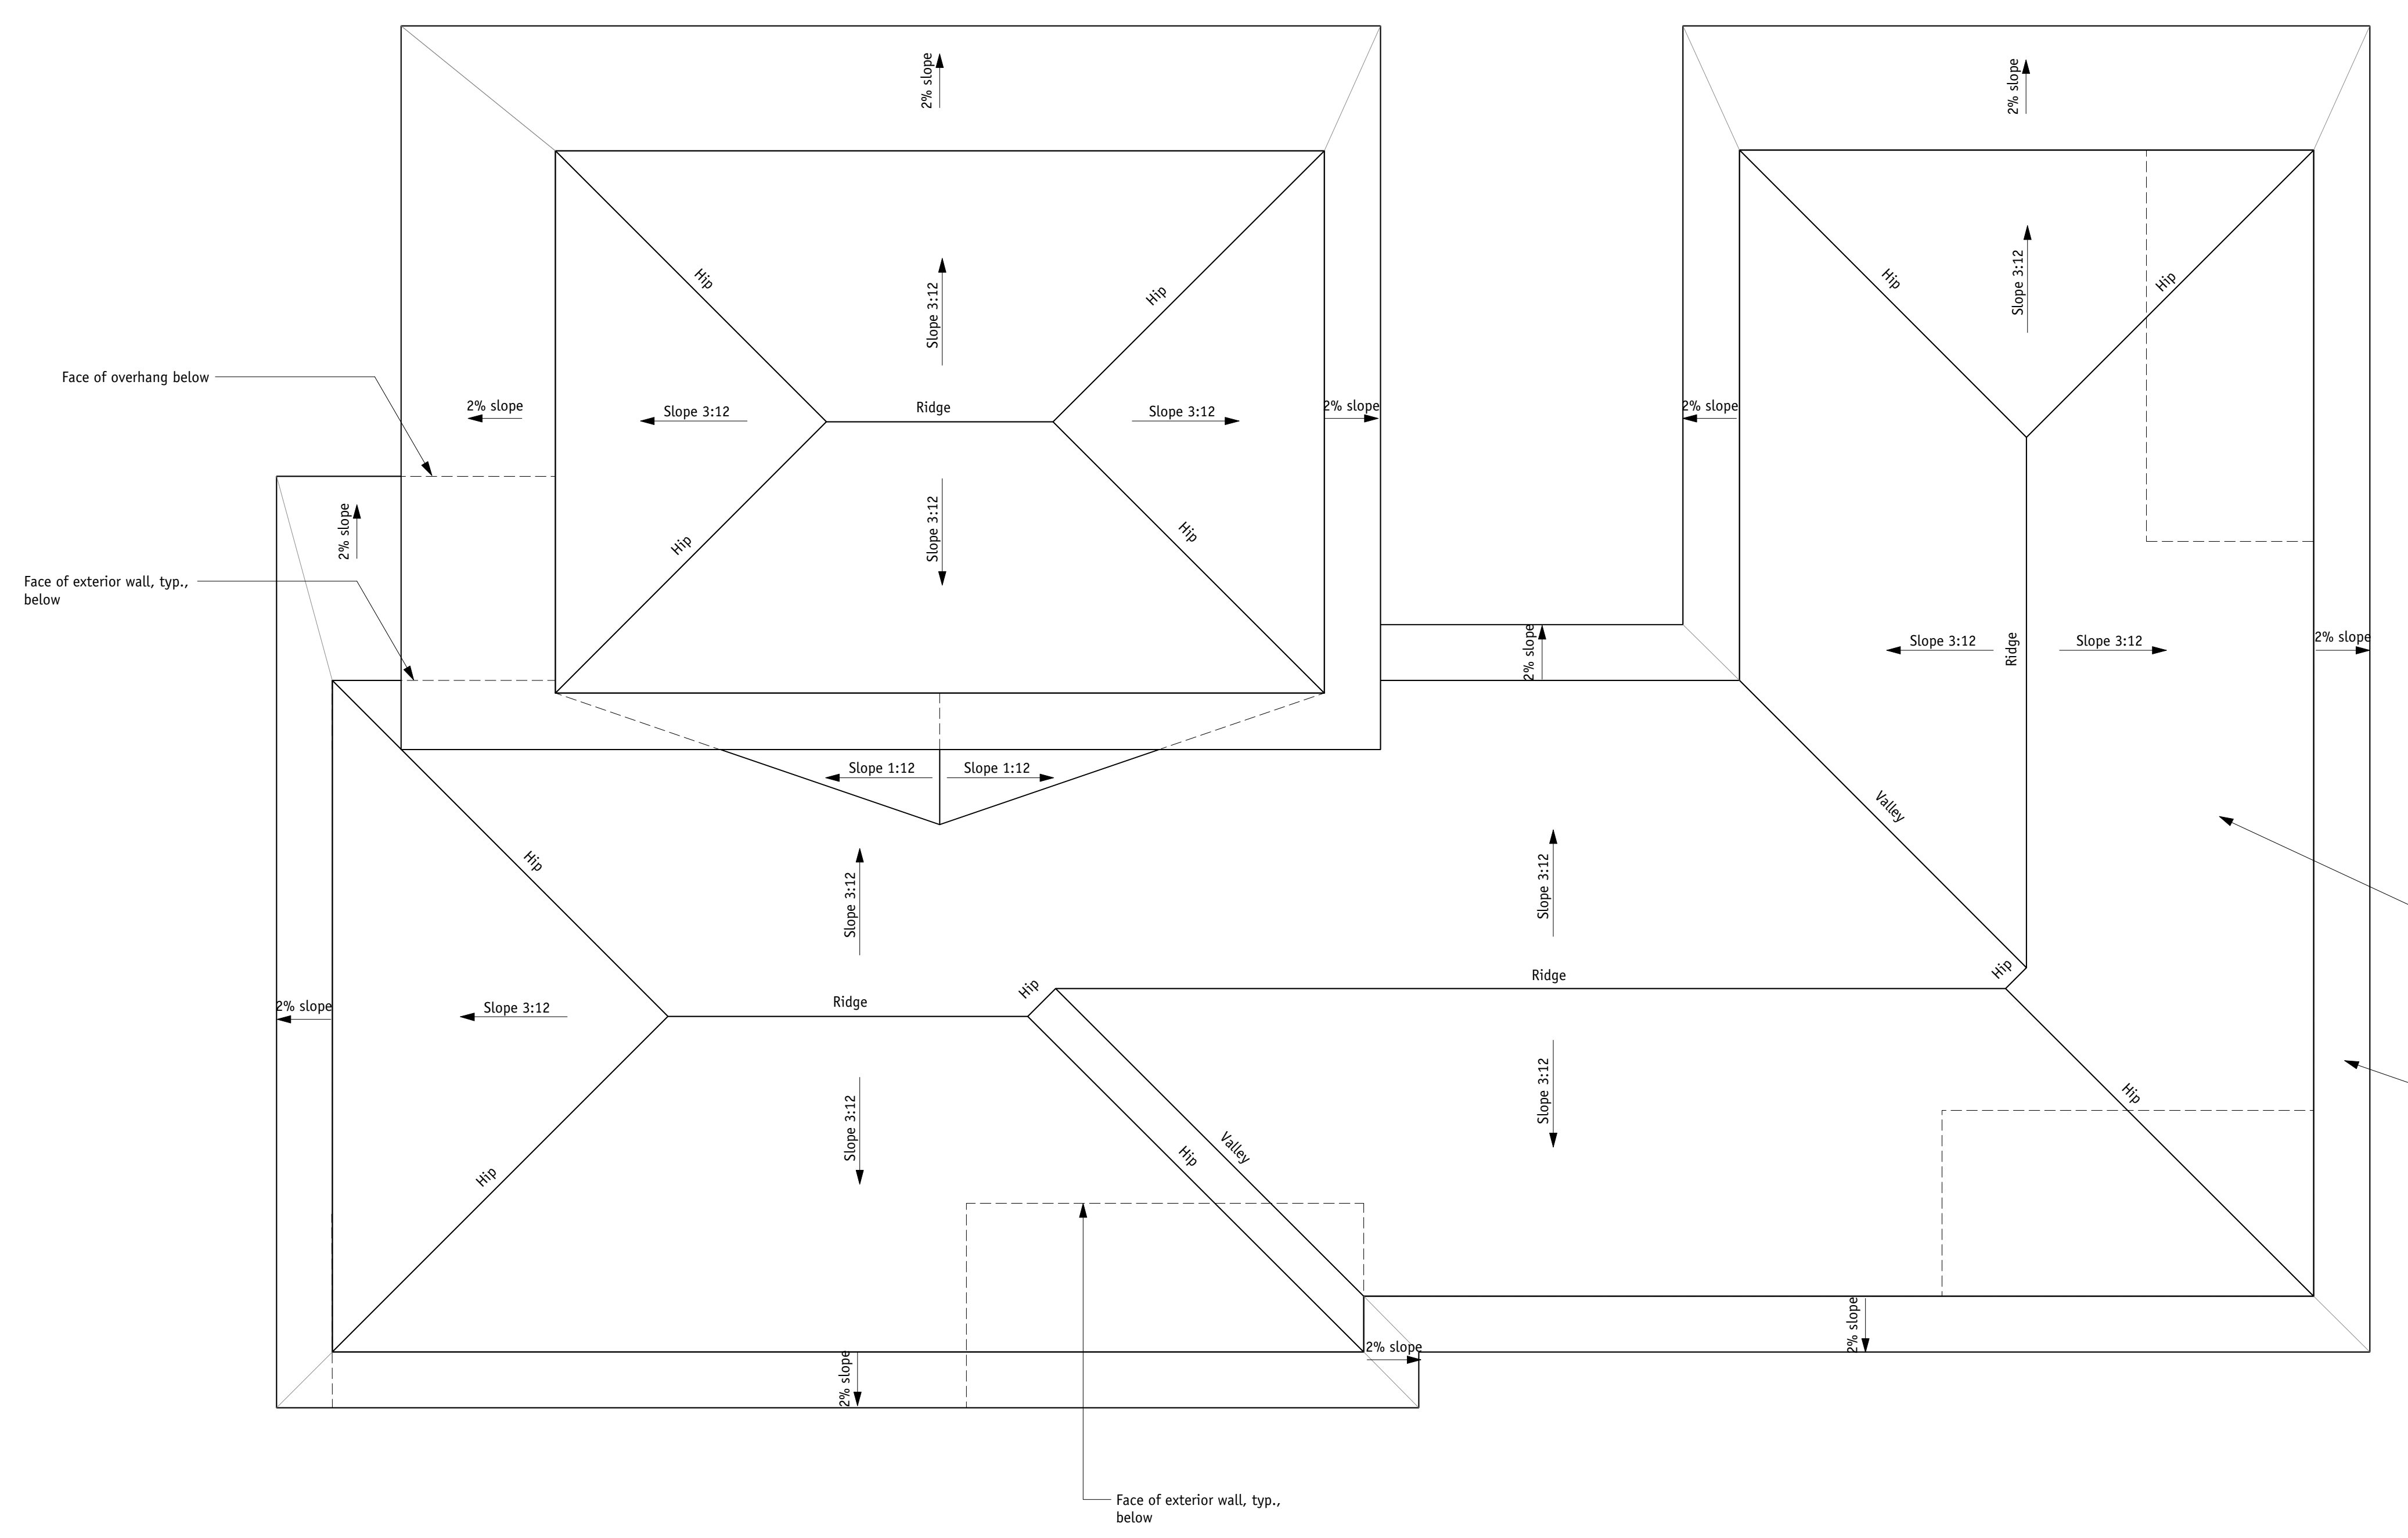 2% slope
2% slope
Hip
Hip
Slope 3:12
Hip
Hip
Slope 3:12
Face of overhang below
2% slope
Slope 3:12
Ridge
Slope 3:12
2% slope
2% slope
2% slope
Hip
Slope 3:12
Hip
Face of exterior wall, typ.,
below
2% slope
Slope 3:12
Ridge
Slope 3:12
2% slope
Slope 1:12
Slope 1:12
Valley
Hip
Slope 3:12
Slope 3:12
Hip
Ridge
Hip
2% slope
Slope 3:12
Ridge
Slope 3:12
Slope 3:12
Hip
Hip
Hip
Valley
2% slope
2% slope
2% slope
Face of exterior wall, typ.,
below